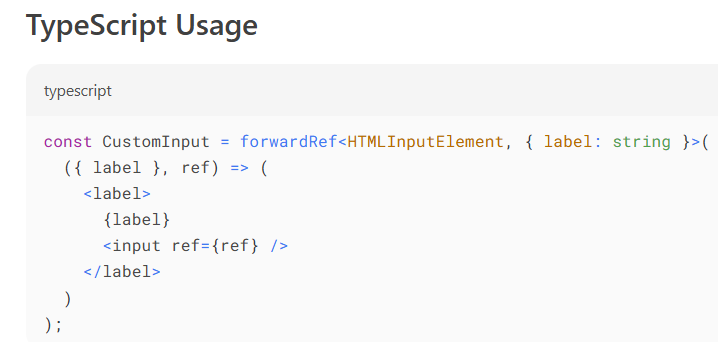 TypeScript Usage
typescript
const CustomInput = forwardRef<HTMLInputElement, { label: string }>(
  ({ label }, ref) => (
    <label>
      {label}
      <input ref={ref} />
    </label>
  )
);